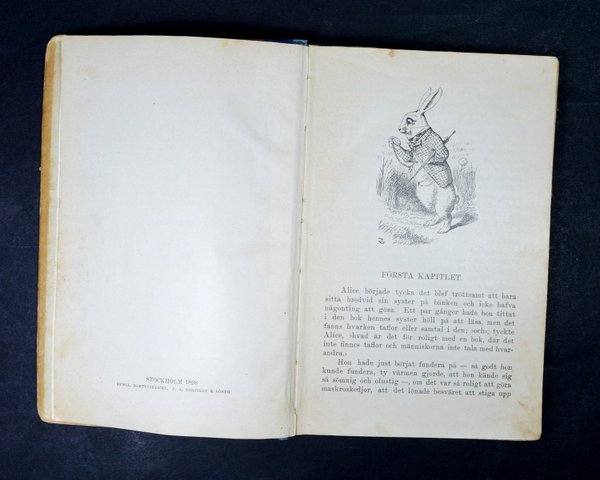 STOCKHOLM 1898
KUNGL. BOKTRYCKERIET. P. A. NORSTEDT & SÖNER
FÖRSTA KAPITLET.
Alice började tycka det blef tröttsamt att bara
sitta bredvid sin syster på bänken och icke hafva
någonting att göra. Ett par gånger hade hon tittat
i den bok hennes syster höll på att läsa, men det
fanns hvarken taflor eller samtal i den; »och», tyckte
Alice, »hvad är det för roligt med en bok, där det
inte finnes taflor och människorna inte tala med hvar-
andra.»
Hon hade just börjat fundera på — så godt hon
kunde fundera, ty värmen gjorde, att hon kände sig
så sömnig och olustig —, om det var så roligt att göra
maskroskedjor, att det lönade besväret att stiga upp